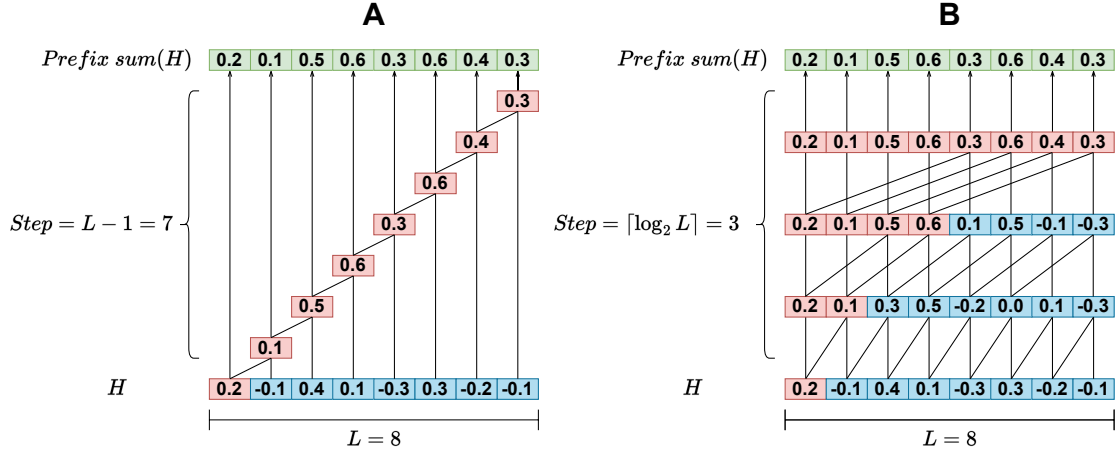 A
Prefix sum(H)
0.2 0.1 0.5 0.6 0.3 0.6 0.4 0.3
0.3
0.4
0.6
Step = L − 1 = 7
0.3
0.6
0.5
0.1
H
0.2 -0.1 0.4 0.1 -0.3 0.3 -0.2 -0.1
L = 8
B
Prefix sum(H)
0.2 0.1 0.5 0.6 0.3 0.6 0.4 0.3
0.2 0.1 0.5 0.6 0.3 0.6 0.4 0.3
Step = ⌈log₂ L⌉ = 3
0.2 0.1 0.5 0.6 0.1 0.5 -0.1 -0.3
0.2 0.1 0.3 0.5 -0.2 0.0 0.1 -0.3
H
0.2 -0.1 0.4 0.1 -0.3 0.3 -0.2 -0.1
L = 8